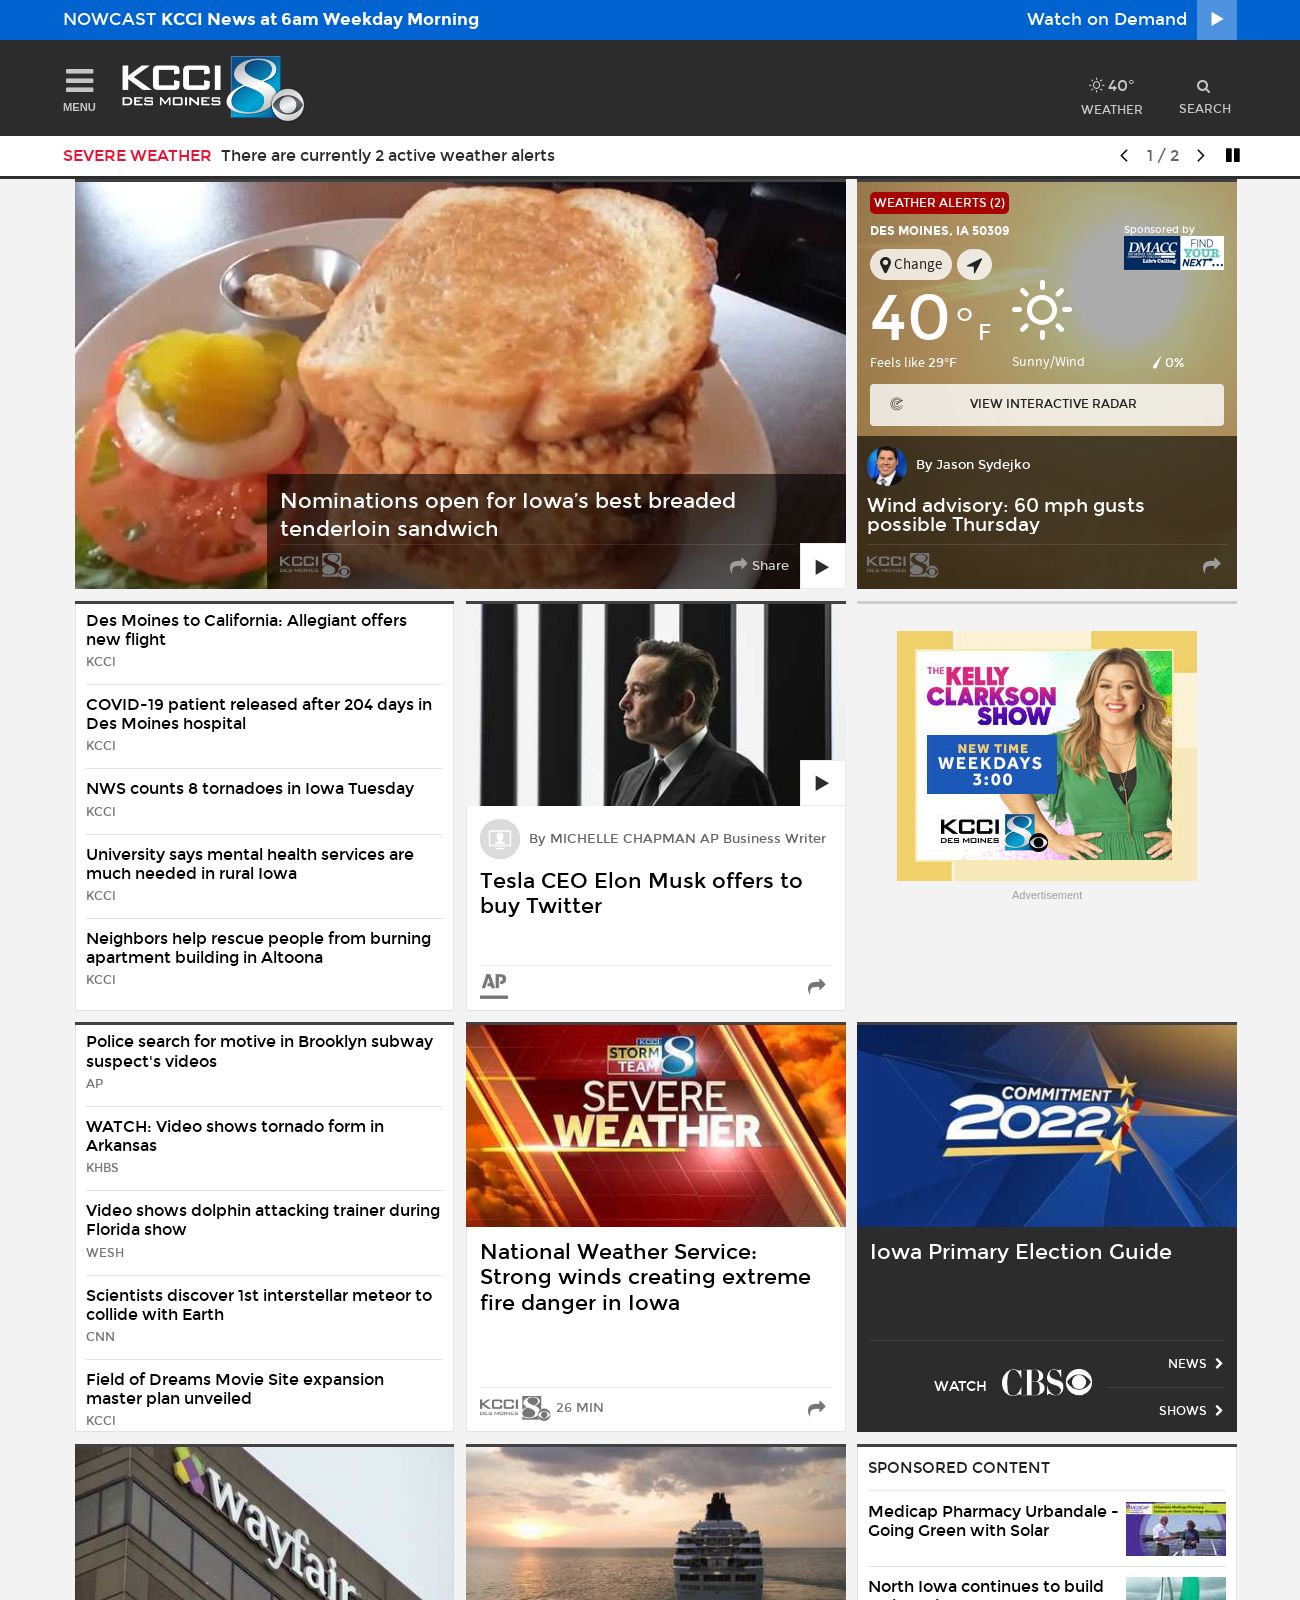 NOWCAST KCCI News at 6am Weekday Morning
Watch on Demand
MENU
KCCI 8
DES MOINES
40°
WEATHER
SEARCH
SEVERE WEATHER There are currently 2 active weather alerts
1 / 2
Nominations open for Iowa’s best breaded
tenderloin sandwich
KCCI 8
DES MOINES
Share
WEATHER ALERTS (2)
DES MOINES, IA 50309
Sponsored by
DMACC
Life's Calling
FIND
YOUR
NEXT...
Change
40° F
Feels like 29°F
Sunny/Wind
0%
VIEW INTERACTIVE RADAR
By Jason Sydejko
Wind advisory: 60 mph gusts
possible Thursday
KCCI 8
DES MOINES
Des Moines to California: Allegiant offers
new flight
KCCI
COVID-19 patient released after 204 days in
Des Moines hospital
KCCI
NWS counts 8 tornadoes in Iowa Tuesday
KCCI
University says mental health services are
much needed in rural Iowa
KCCI
Neighbors help rescue people from burning
apartment building in Altoona
KCCI
By MICHELLE CHAPMAN AP Business Writer
Tesla CEO Elon Musk offers to
buy Twitter
AP
THE
KELLY
CLARKSON
SHOW
NEW TIME
WEEKDAYS
3:00
KCCI 8
DES MOINES
Advertisement
Police search for motive in Brooklyn subway
suspect's videos
AP
WATCH: Video shows tornado form in
Arkansas
KHBS
Video shows dolphin attacking trainer during
Florida show
WESH
Scientists discover 1st interstellar meteor to
collide with Earth
CNN
Field of Dreams Movie Site expansion
master plan unveiled
KCCI
KCCI
STORM
TEAM 8
SEVERE
WEATHER
National Weather Service:
Strong winds creating extreme
fire danger in Iowa
KCCI 8
DES MOINES
26 MIN
COMMITMENT
2022
Iowa Primary Election Guide
WATCH CBS
NEWS
SHOWS
wayfair
SPONSORED CONTENT
Medicap Pharmacy Urbandale -
Going Green with Solar
North Iowa continues to build